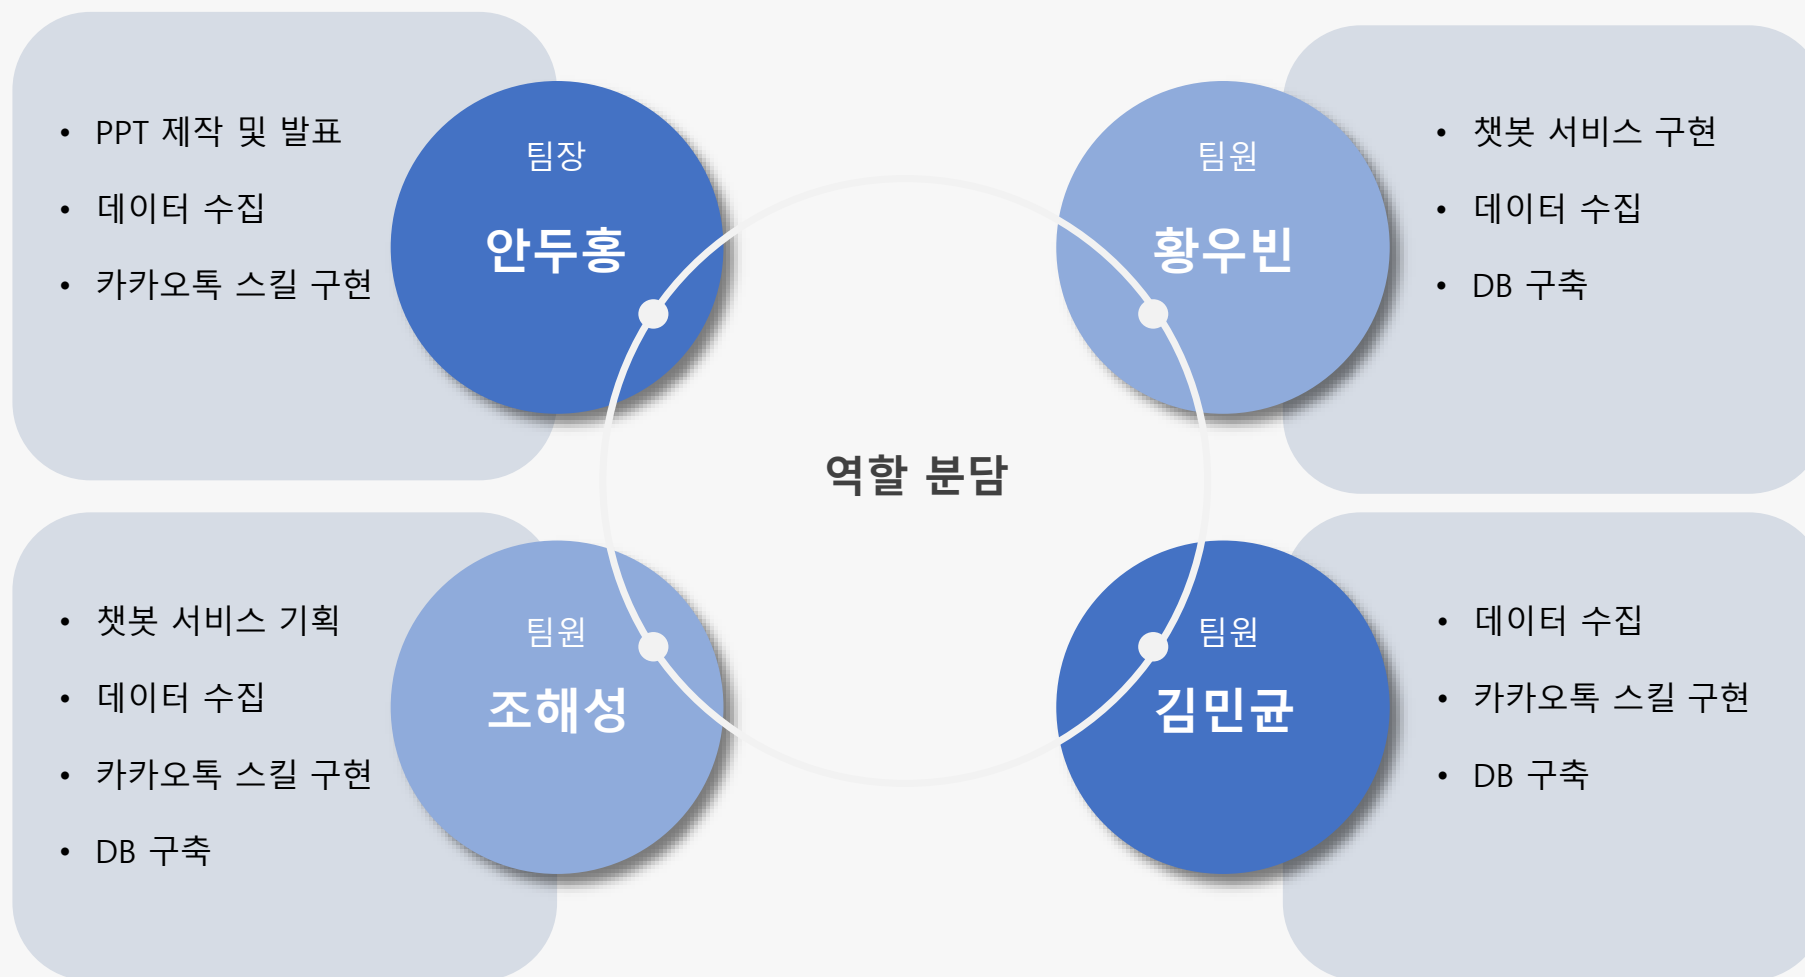 • PPT 제작 및 발표
• 데이터 수집
• 카카오톡 스킬 구현
팀장
안두홍
팀원
황우빈
• 챗봇 서비스 구현
• 데이터 수집
• DB 구축
역할 분담
• 챗봇 서비스 기획
• 데이터 수집
• 카카오톡 스킬 구현
• DB 구축
팀원
조해성
팀원
김민균
• 데이터 수집
• 카카오톡 스킬 구현
• DB 구축